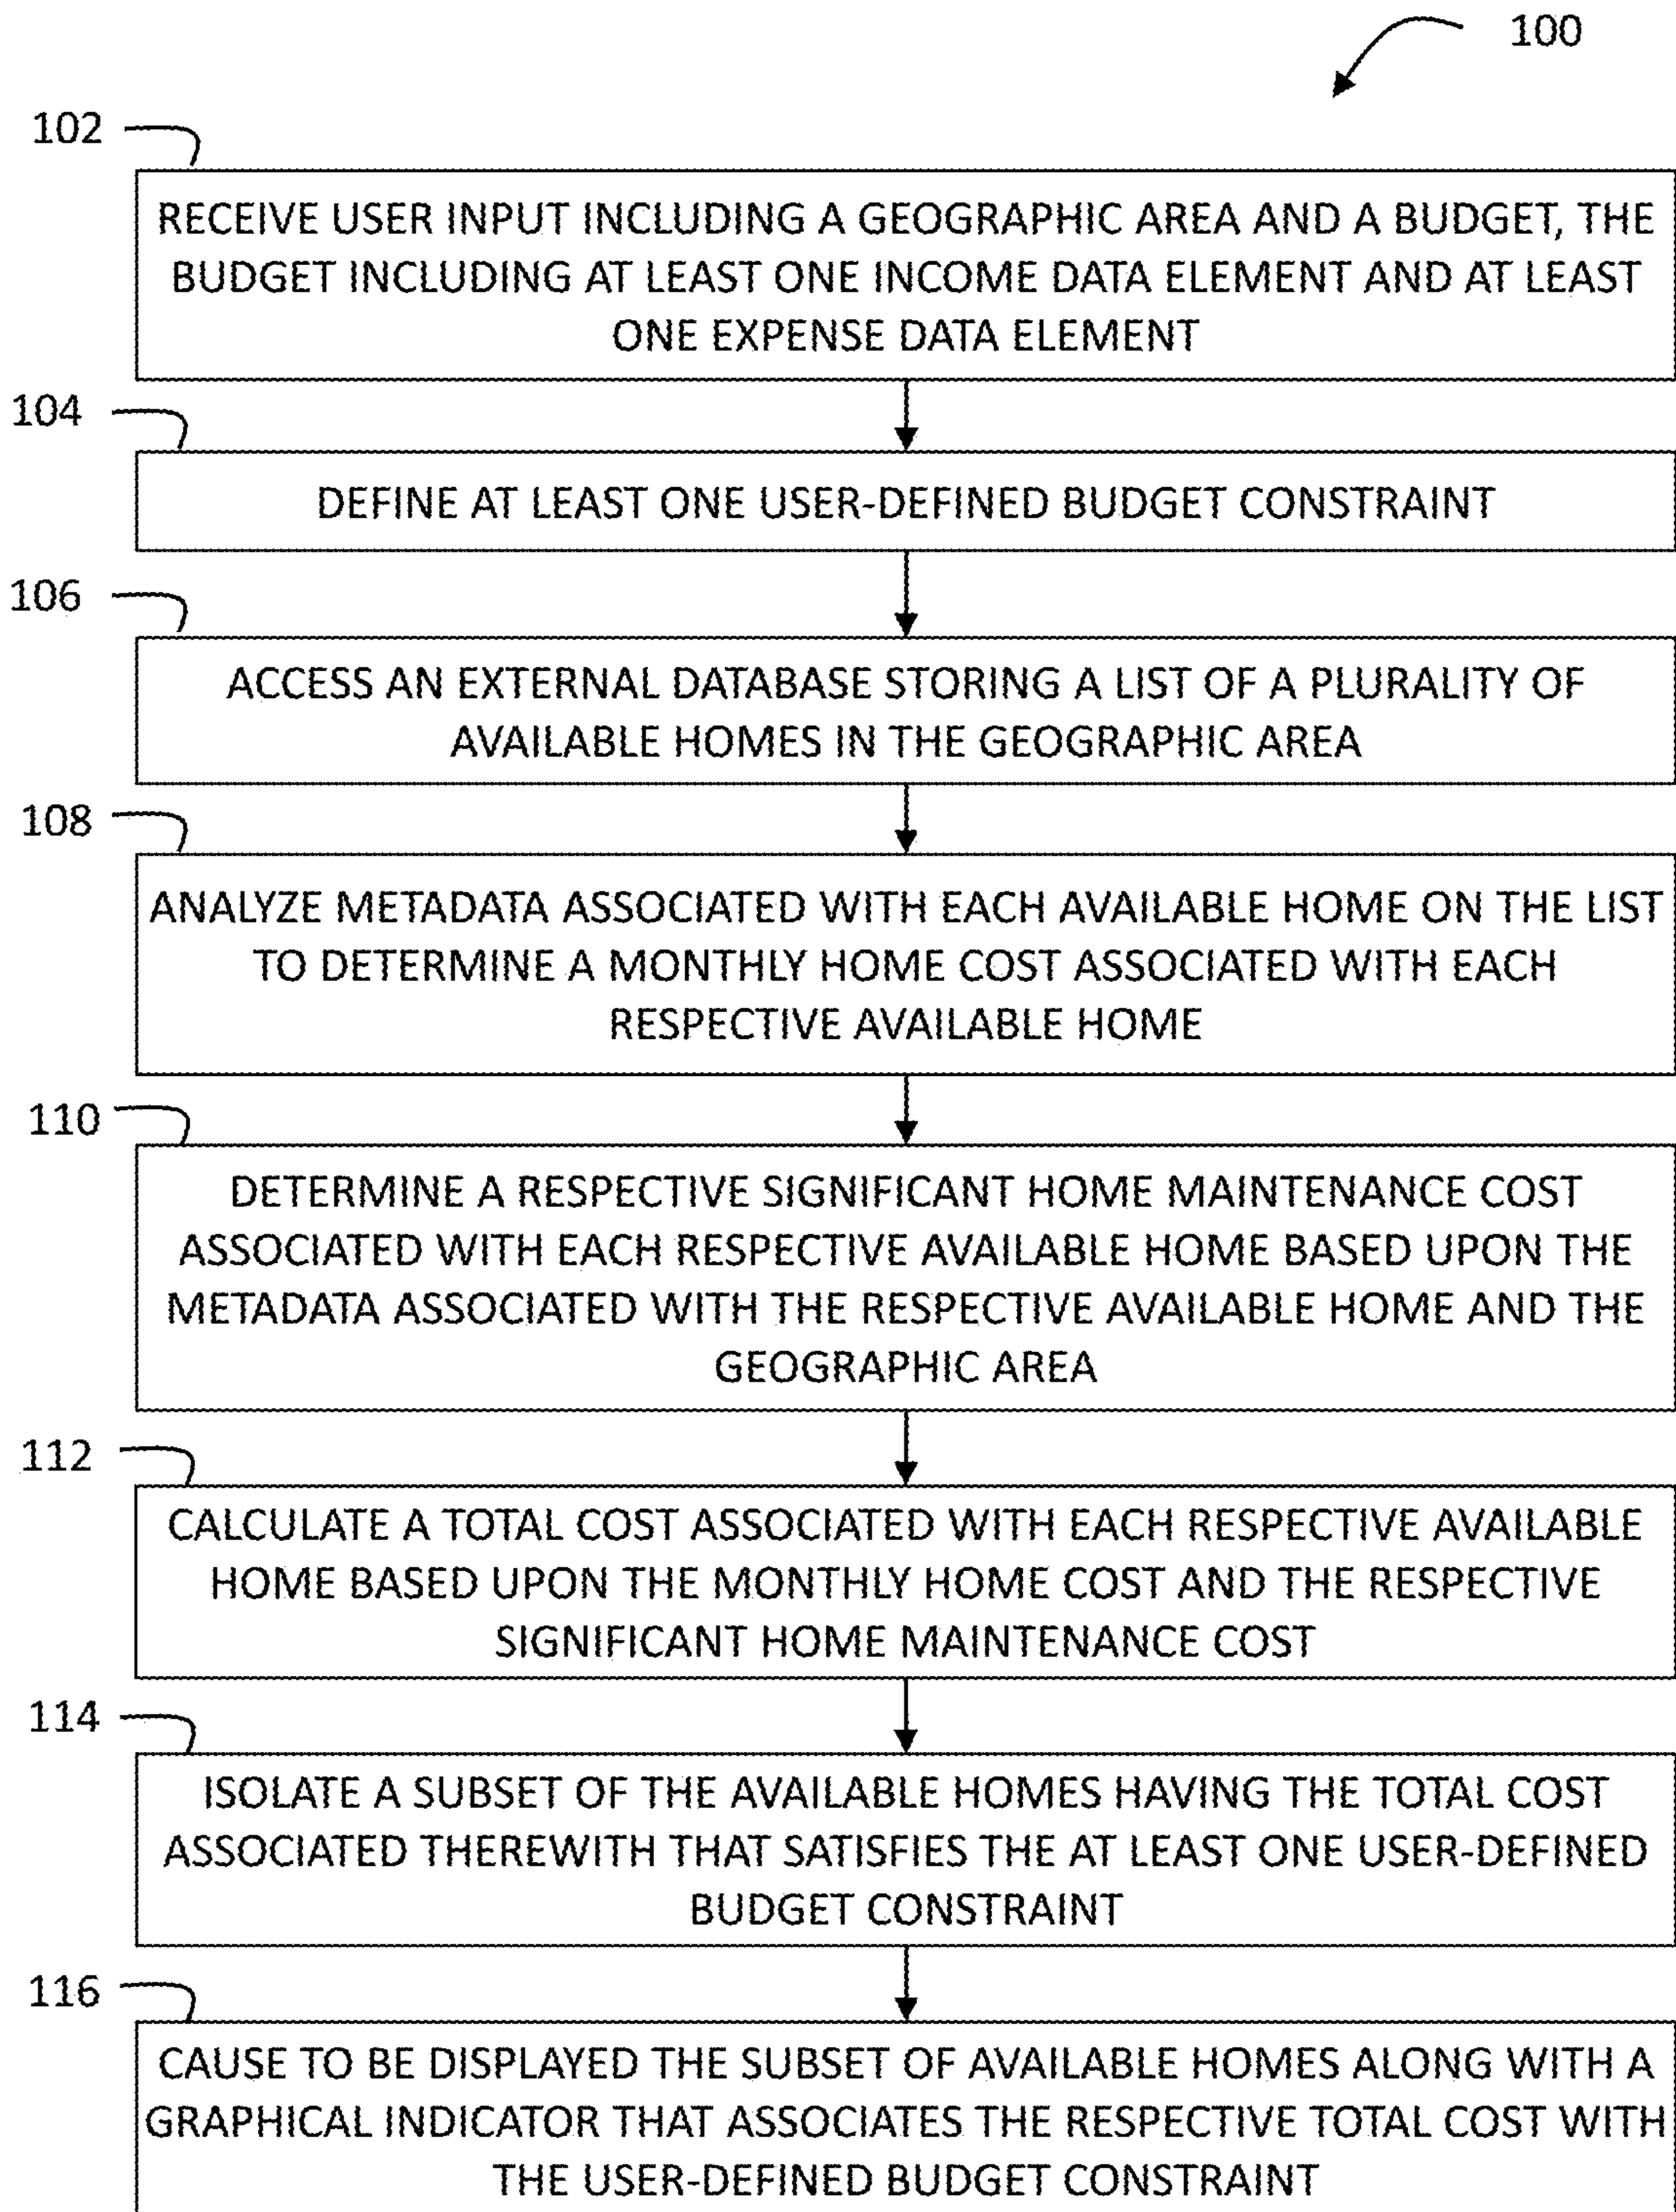 100
102
RECEIVE USER INPUT INCLUDING A GEOGRAPHIC AREA AND A BUDGET, THE
BUDGET INCLUDING AT LEAST ONE INCOME DATA ELEMENT AND AT LEAST
ONE EXPENSE DATA ELEMENT
104
DEFINE AT LEAST ONE USER-DEFINED BUDGET CONSTRAINT
106
ACCESS AN EXTERNAL DATABASE STORING A LIST OF A PLURALITY OF
AVAILABLE HOMES IN THE GEOGRAPHIC AREA
108
ANALYZE METADATA ASSOCIATED WITH EACH AVAILABLE HOME ON THE LIST
TO DETERMINE A MONTHLY HOME COST ASSOCIATED WITH EACH
RESPECTIVE AVAILABLE HOME
110
DETERMINE A RESPECTIVE SIGNIFICANT HOME MAINTENANCE COST
ASSOCIATED WITH EACH RESPECTIVE AVAILABLE HOME BASED UPON THE
METADATA ASSOCIATED WITH THE RESPECTIVE AVAILABLE HOME AND THE
GEOGRAPHIC AREA
112
CALCULATE A TOTAL COST ASSOCIATED WITH EACH RESPECTIVE AVAILABLE
HOME BASED UPON THE MONTHLY HOME COST AND THE RESPECTIVE
SIGNIFICANT HOME MAINTENANCE COST
114
ISOLATE A SUBSET OF THE AVAILABLE HOMES HAVING THE TOTAL COST
ASSOCIATED THEREWITH THAT SATISFIES THE AT LEAST ONE USER-DEFINED
BUDGET CONSTRAINT
116
CAUSE TO BE DISPLAYED THE SUBSET OF AVAILABLE HOMES ALONG WITH A
GRAPHICAL INDICATOR THAT ASSOCIATES THE RESPECTIVE TOTAL COST WITH
THE USER-DEFINED BUDGET CONSTRAINT